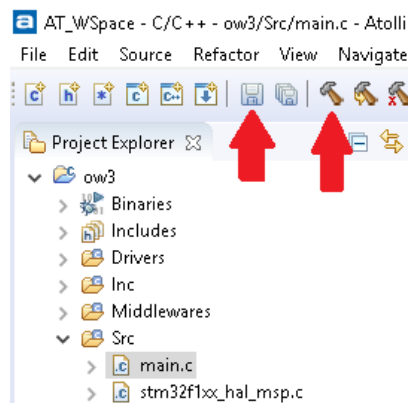 AT_WSpace - C/C++ - ow3/Src/main.c - Atolli
File Edit Source Refactor View Navigate
Project Explorer
ow3
Binaries
Includes
Drivers
Inc
Middlewares
Src
main.c
stm32f1xx_hal_msp.c